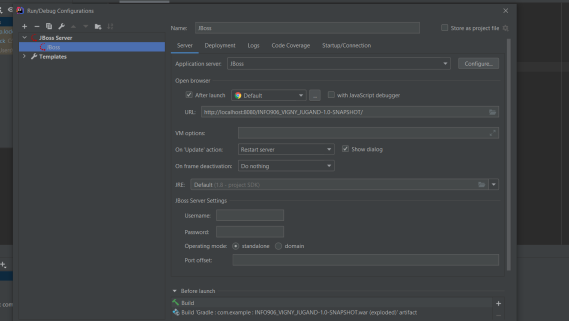 Run/Debug Configurations
Name: JBoss
Store as project file
JBoss Server
JBoss
Templates
Server Deployment Logs Code Coverage Startup/Connection
Application server: JBoss Configure...
Open browser
After launch Default ... with JavaScript debugger
URL: http://localhost:8080/INFO906_VIGNY_JUGAND-1.0-SNAPSHOT/
VM options:
On 'Update' action: Restart server Show dialog
On frame deactivation: Do nothing
JRE: Default project SDK)
JBoss Server Settings
Username:
Password:
Operating mode: standalone domain
Port offset:
Before launch
Build
Build 'Gradle : com.example : INFO906_VIGNY_JUGAND-1.0-SNAPSHOT.war (exploded)' artifact